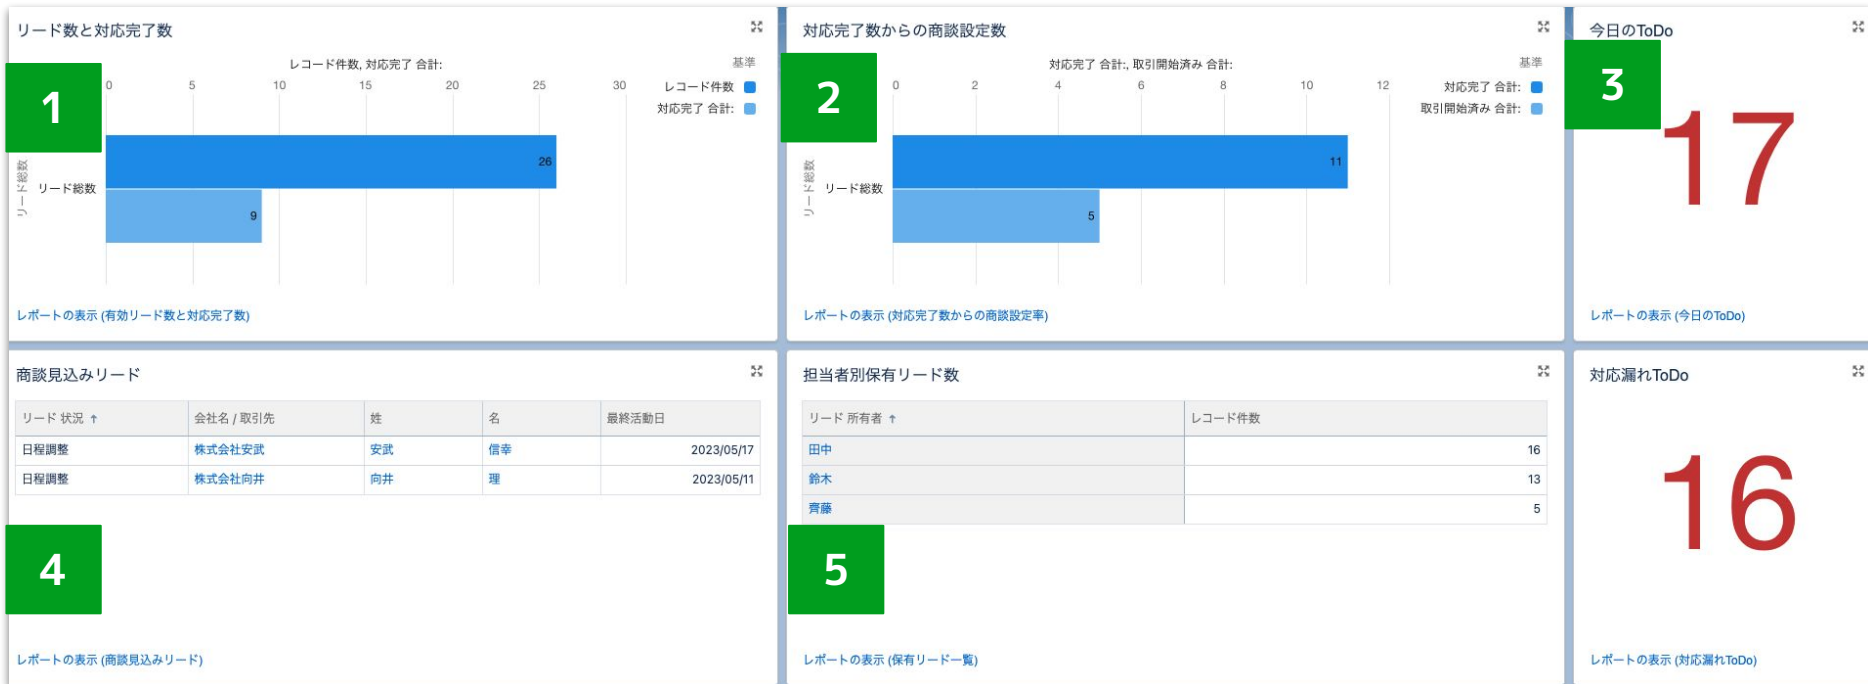 リード数と対応完了数
レコード件数, 対応完了 合計:
基準
レコード件数
対応完了 合計:
0 5 10 15 20 25 30
1
リード総数
リード総数
26
9
レポートの表示 (有効リード数と対応完了数)
対応完了数からの商談設定数
対応完了 合計:, 取引開始済み 合計:
基準
対応完了 合計:
取引開始済み 合計:
0 2 4 6 8 10 12
2
リード総数
リード総数
11
5
レポートの表示 (対応完了数からの商談設定率)
今日のToDo
3
17
レポートの表示 (今日のToDo)
商談見込みリード
リード 状況 ↑ 会社名 / 取引先 姓 名 最終活動日
日程調整 株式会社安武 安武 信幸 2023/05/17
日程調整 株式会社向井 向井 理 2023/05/11
4
レポートの表示 (商談見込みリード)
担当者別保有リード数
リード 所有者 ↑ レコード件数
田中 16
鈴木 13
齊藤 5
5
レポートの表示 (保有リード一覧)
対応漏れToDo
16
レポートの表示 (対応漏れToDo)